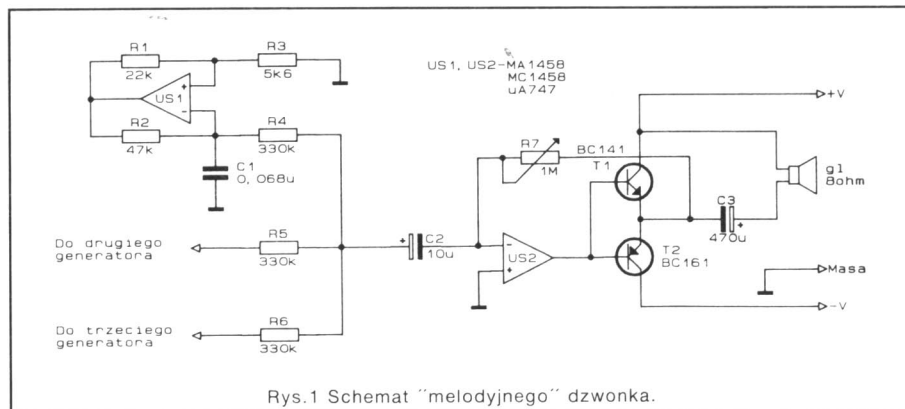 R1
22k
R3
5k6
US1
+
-
R2
47k
R4
330k
C1
0,068u
US1, US2-MA1458
MC1458
uA747
+V
R7
1M
BC141
T1
gl
8ohm
C3
470u
+
Do drugiego
generatora
R5
330k
+
C2
10u
-
+
US2
T2
BC161
Masa
-V
Do trzeciego
generatora
R6
330k
Rys.1 Schemat ˝melodyjnego˝ dzwonka.